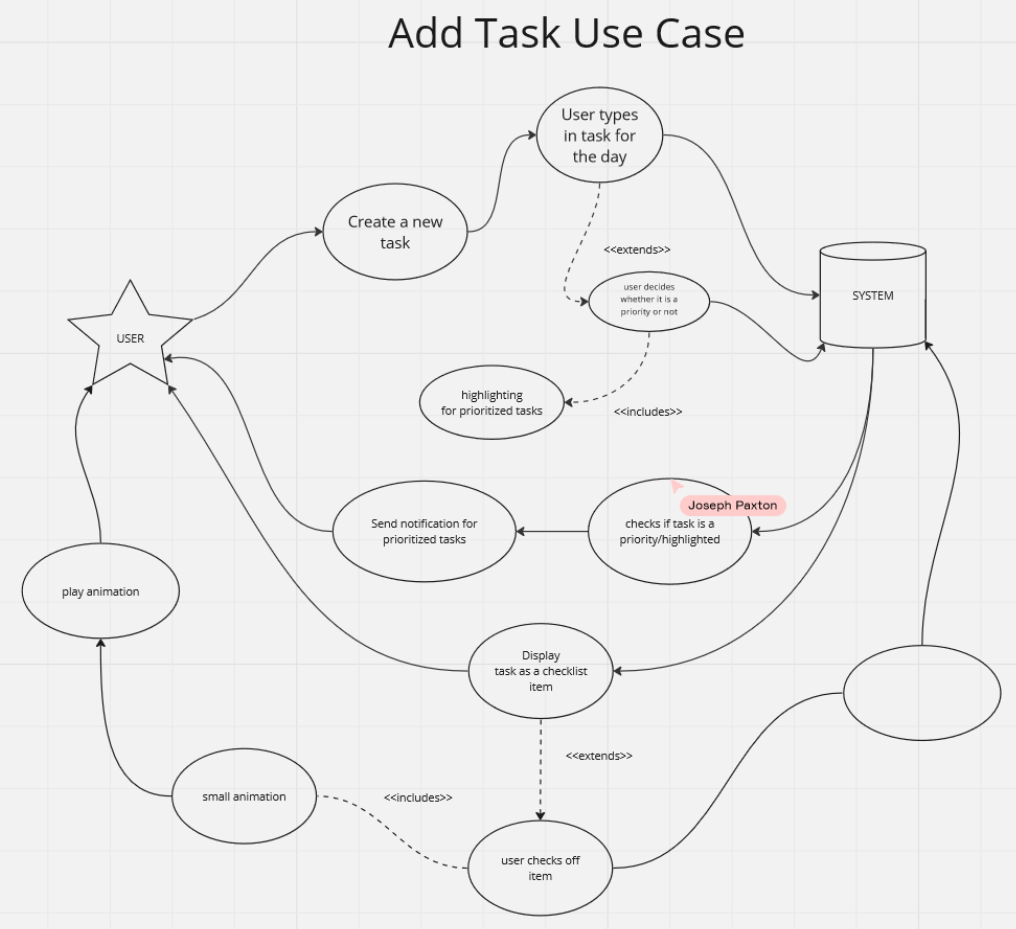 Add Task Use Case
User types
in task for
the day
Create a new
task
<<extends>>
user decides
whether it is a
priority or not
SYSTEM
USER
highlighting
for prioritized tasks
<<includes>>
Joseph Paxton
Send notification for
prioritized tasks
checks if task is a
priority/highlighted
play animation
Display
task as a checklist
item
<<extends>>
small animation
<<includes>>
user checks off
item